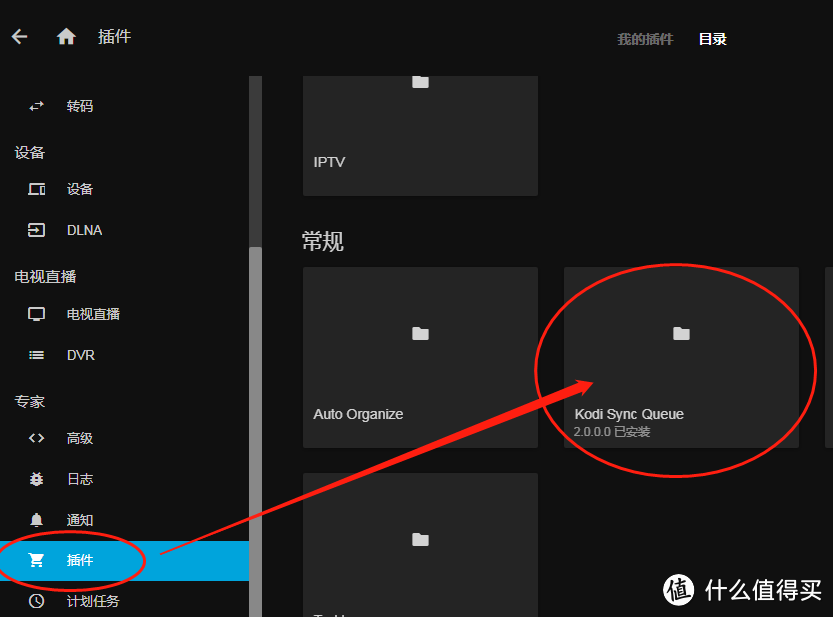 插件
我的插件
目录
转码
设备
设备
DLNA
电视直播
电视直播
DVR
专家
高级
日志
通知
插件
计划任务
IPTV
常规
Auto Organize
Kodi Sync Queue
2.0.0.0 已安装
值 什么值得买